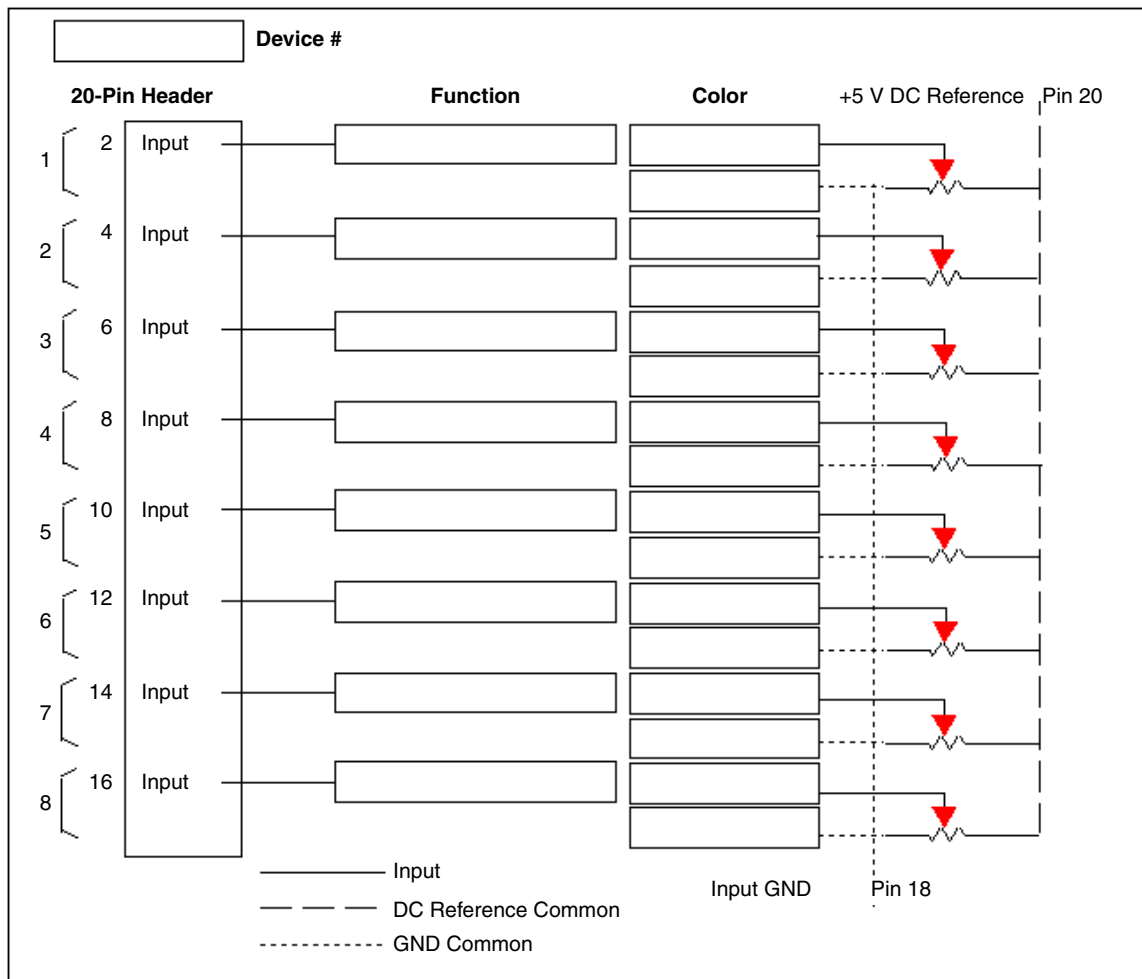 Device #
20-Pin Header Function Color +5 V DC Reference Pin 20
1 2 Input
2 4 Input
3 6 Input
4 8 Input
5 10 Input
6 12 Input
7 14 Input
8 16 Input
Input
Input GND Pin 18
DC Reference Common
GND Common